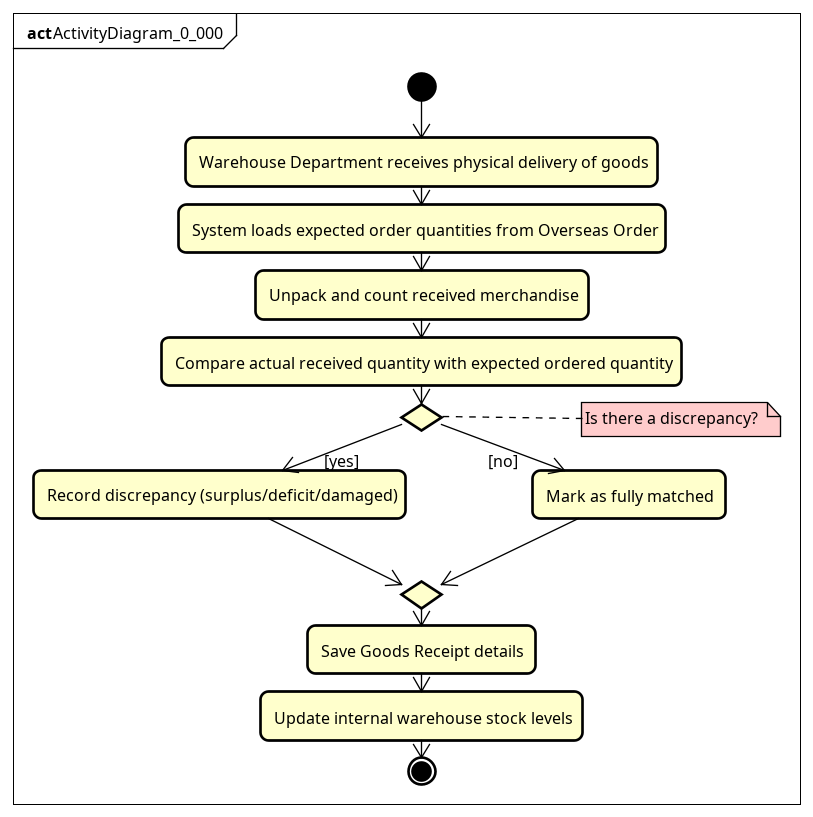 act ActivityDiagram_0_000
Warehouse Department receives physical delivery of goods
System loads expected order quantities from Overseas Order
Unpack and count received merchandise
Compare actual received quantity with expected ordered quantity
Is there a discrepancy?
[yes]
[no]
Record discrepancy (surplus/deficit/damaged)
Mark as fully matched
Save Goods Receipt details
Update internal warehouse stock levels